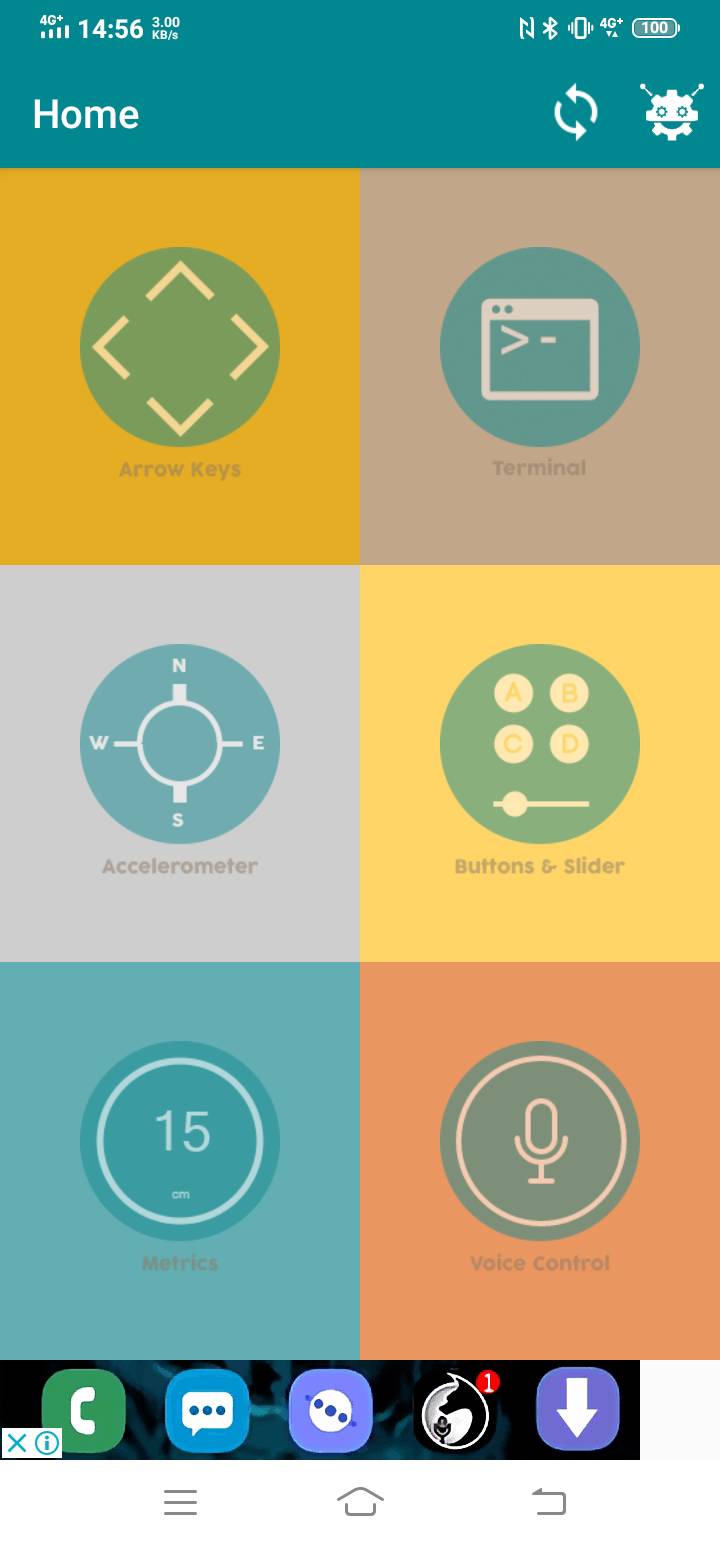 4G+ 14:56 3.00 KB/s 4G+ 100
Home
Arrow Keys
>- Terminal
N
W E
S
Accelerometer
A B
C D
Buttons & Slider
15
cm
Metrics
Voice Control
1